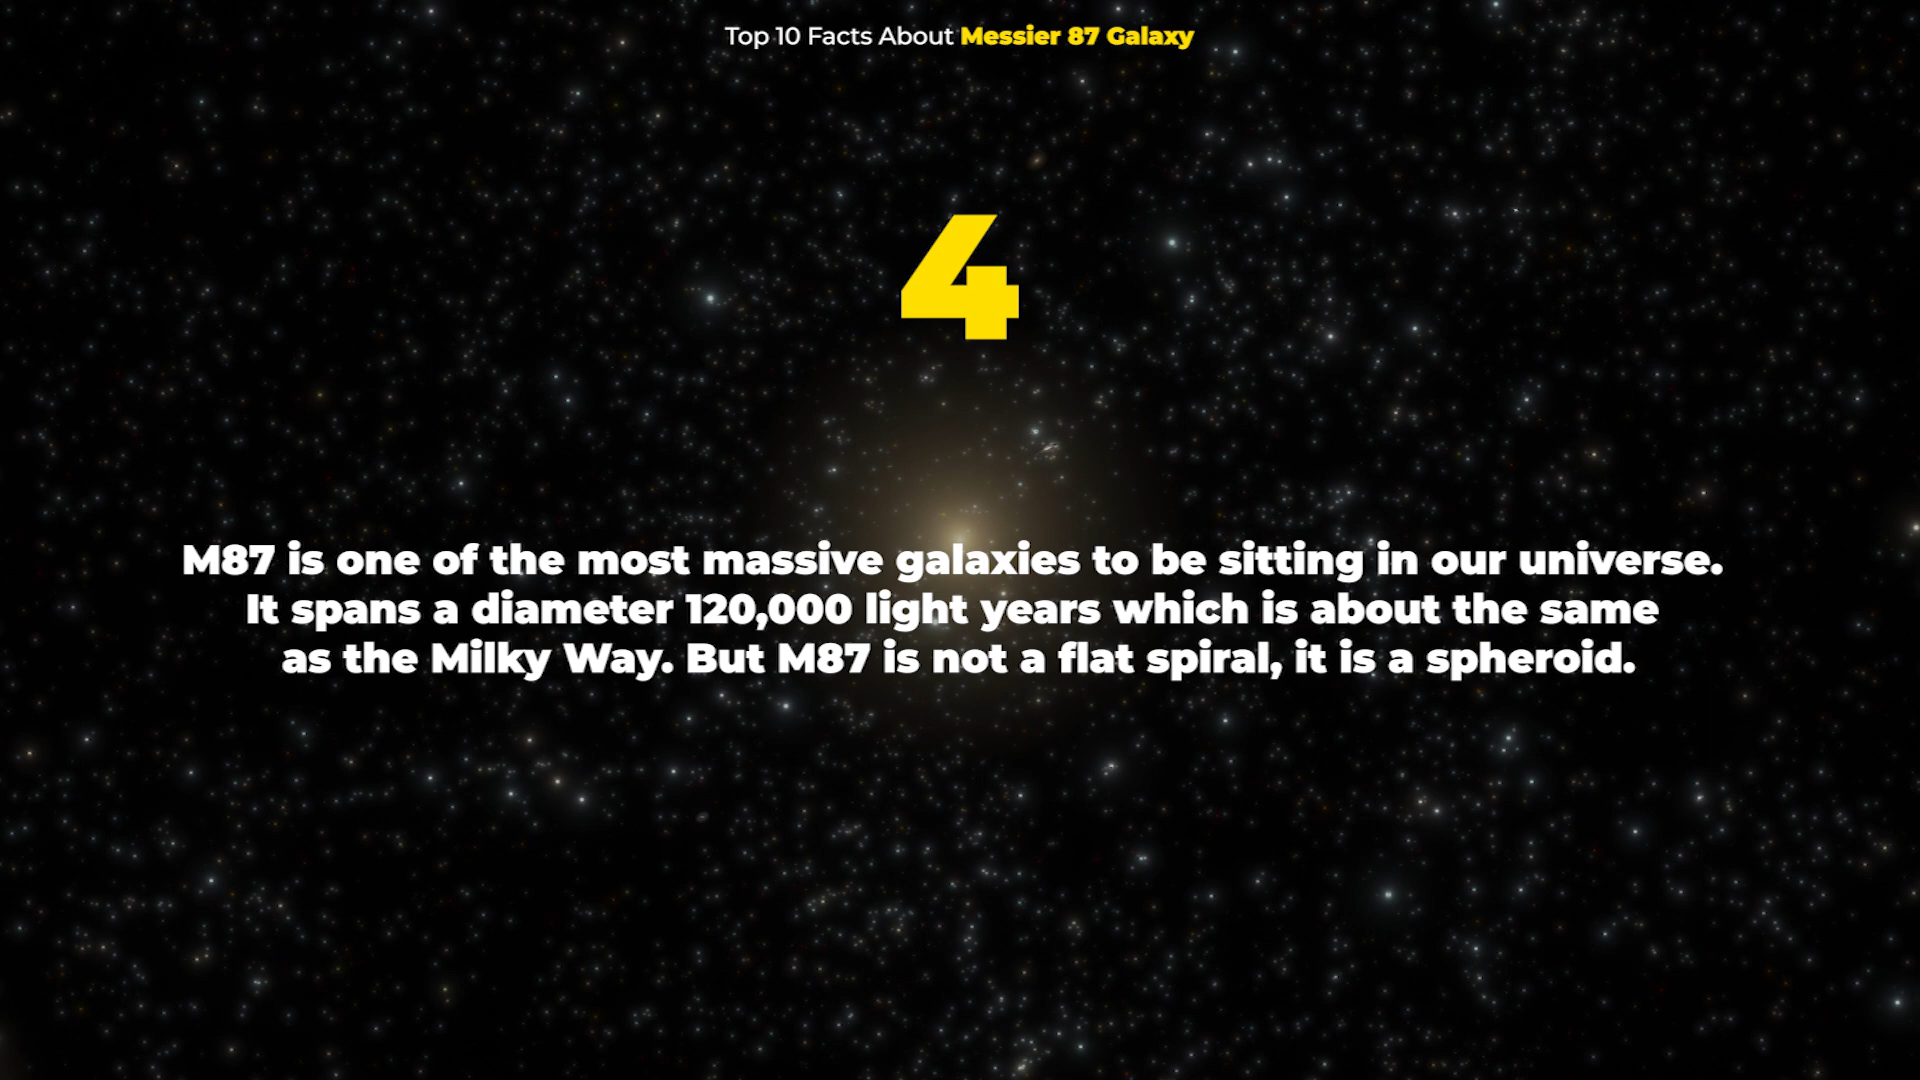 Top 10 Facts About Messier 87 Galaxy
4
M87 is one of the most massive galaxies to be sitting in our universe.
It spans a diameter 120,000 light years which is about the same
as the Milky Way. But M87 is not a flat spiral, it is a spheroid.